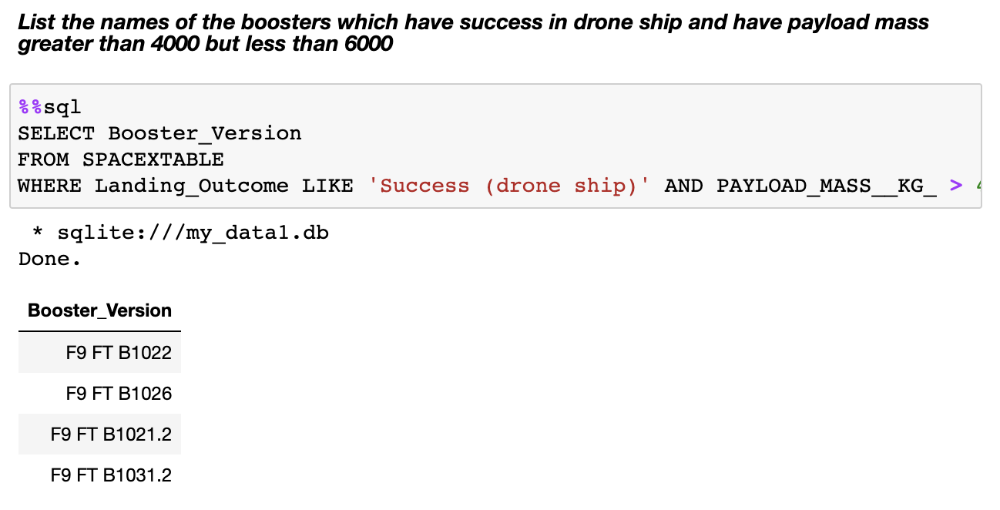 List the names of the boosters which have success in drone ship and have payload mass
greater than 4000 but less than 6000
%%sql
SELECT Booster_Version
FROM SPACEXTABLE
WHERE Landing_Outcome LIKE 'Success (drone ship)' AND PAYLOAD_MASS__KG_ >
* sqlite:///my_data1.db
Done.
Booster_Version
F9 FT B1022
F9 FT B1026
F9 FT B1021.2
F9 FT B1031.2